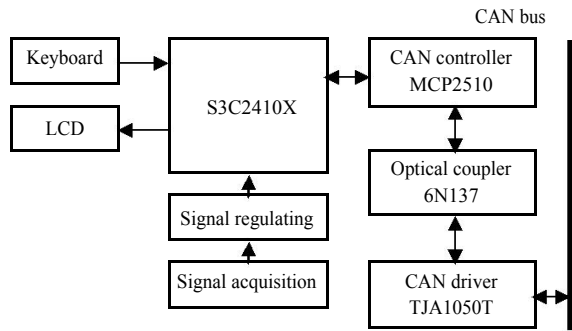 CAN bus
Keyboard
LCD
S3C2410X
Signal regulating
Signal acquisition
CAN controller
MCP2510
Optical coupler
6N137
CAN driver
TJA1050T